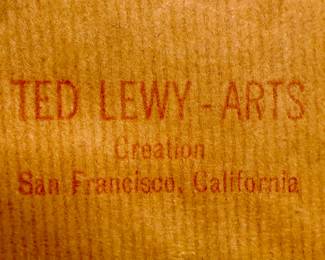 TED LEWY - ARTS
Creation
San Francisco, California